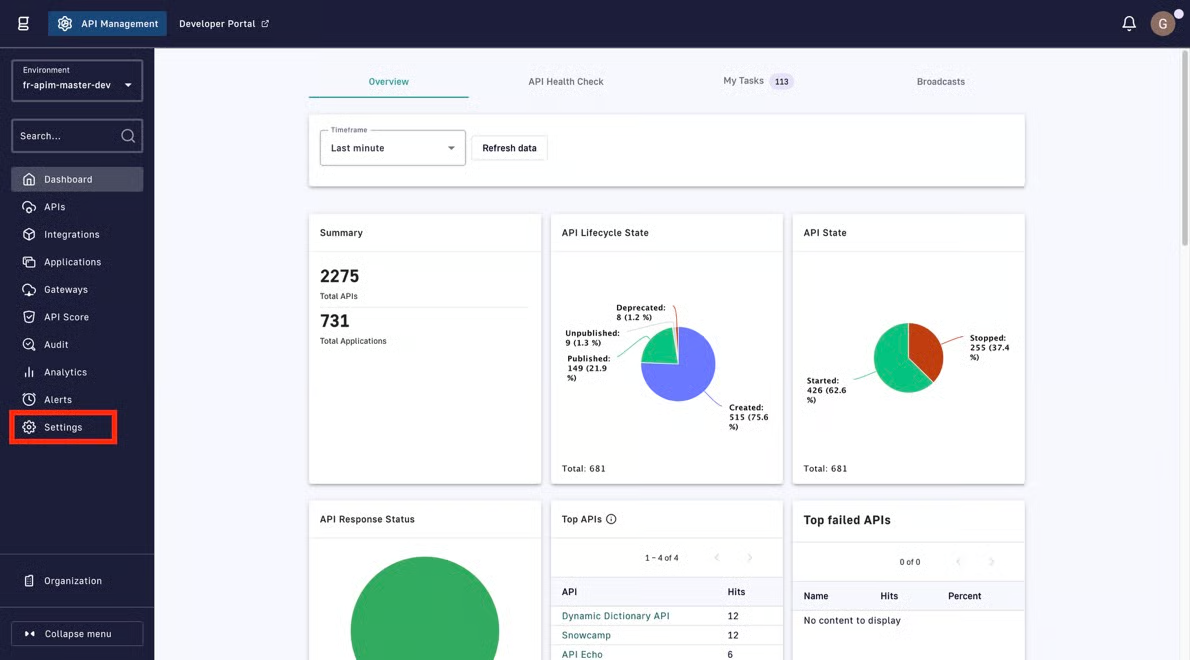 API Management
Developer Portal
G
Environment
fr-apim-master-dev
Search...
Dashboard
APIs
Integrations
Applications
Gateways
API Score
Audit
Analytics
Alerts
Settings
Organization
Collapse menu
Overview
API Health Check
My Tasks 113
Broadcasts
Timeframe
Last minute
Refresh data
Summary
2275
Total APIs
731
Total Applications
API Lifecycle State
Deprecated:
8 (1.2 %)
Unpublished:
9 (1.3 %)
Published:
149 (21.9
%)
Created:
515 (75.6
%)
Total: 681
API State
Stopped:
255 (37.4
%)
Started:
426 (62.6
%)
Total: 681
API Response Status
Top APIs
1 – 4 of 4
API Hits
Dynamic Dictionary API 12
Snowcamp 12
API Echo 6
Top failed APIs
0 of 0
Name Hits Percent
No content to display